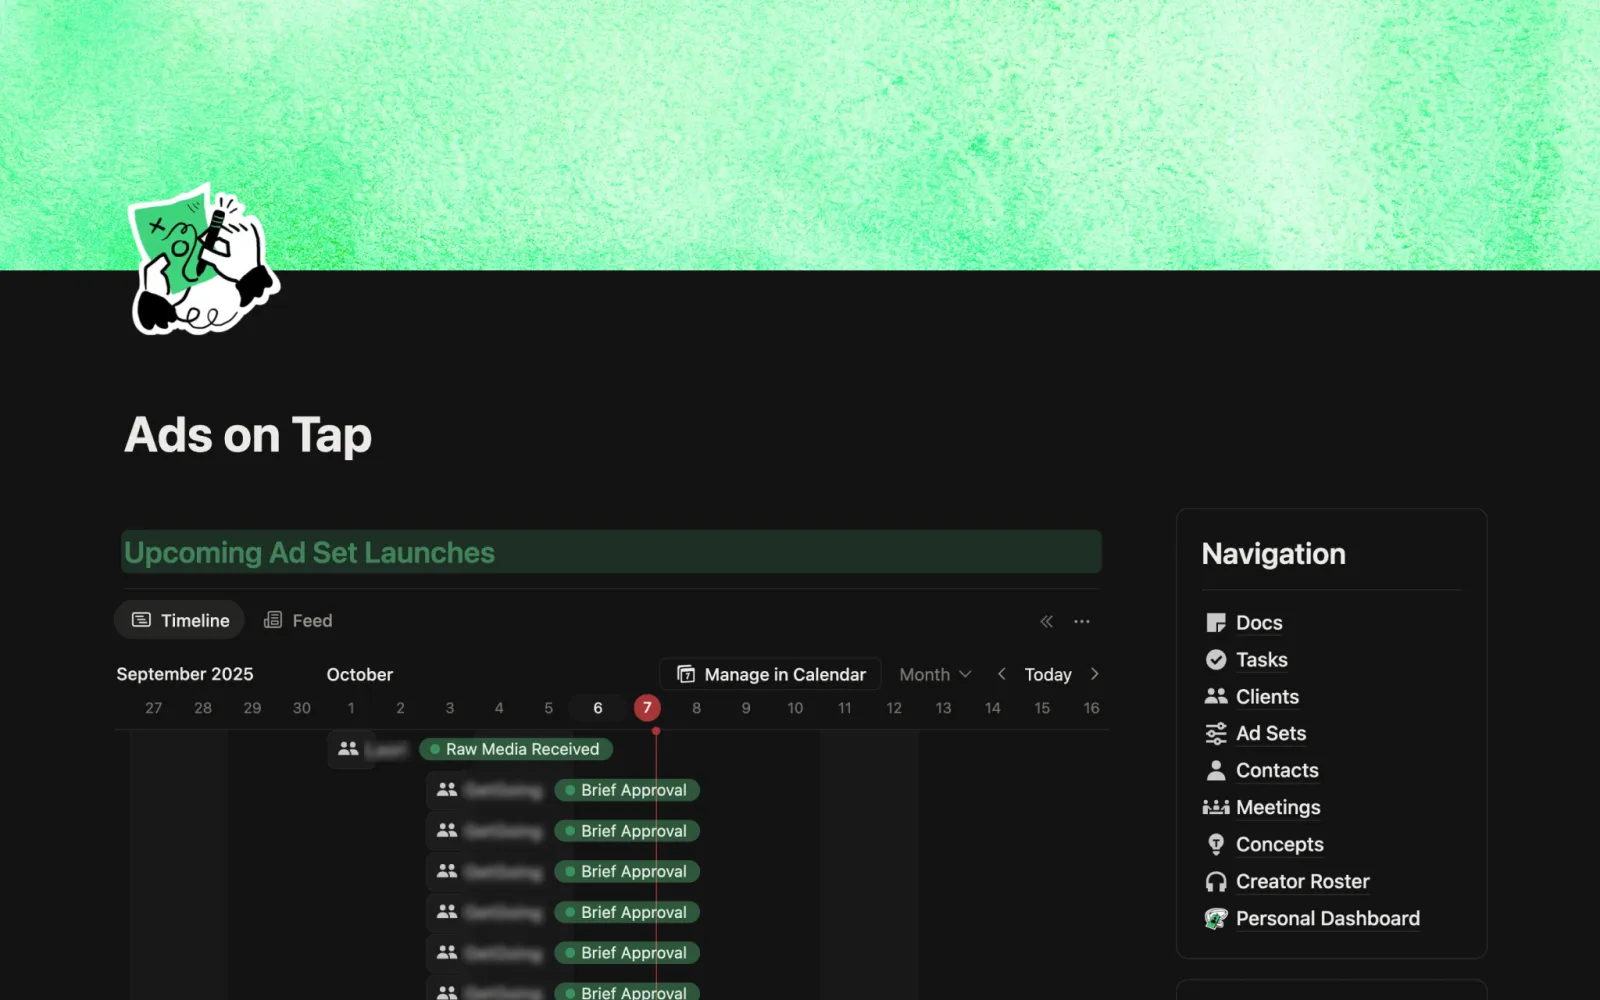 Ads on Tap
Upcoming Ad Set Launches
Timeline Feed
September 2025 October Manage in Calendar Month Today
27 28 29 30 1 2 3 4 5 6 7 8 9 10 11 12 13 14 15 16
Raw Media Received
Brief Approval
Brief Approval
Brief Approval
Brief Approval
Brief Approval
Brief Approval
Navigation
Docs
Tasks
Clients
Ad Sets
Contacts
Meetings
Concepts
Creator Roster
Personal Dashboard